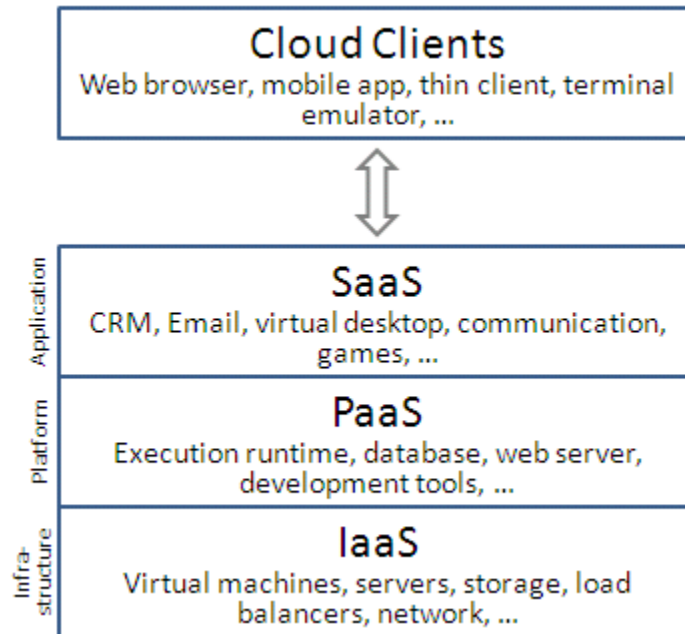 Cloud Clients
Web browser, mobile app, thin client, terminal
emulator, ...
Application
SaaS
CRM, Email, virtual desktop, communication,
games, ...
Platform
PaaS
Execution runtime, database, web server,
development tools, ...
Infra-
structure
IaaS
Virtual machines, servers, storage, load
balancers, network, ...